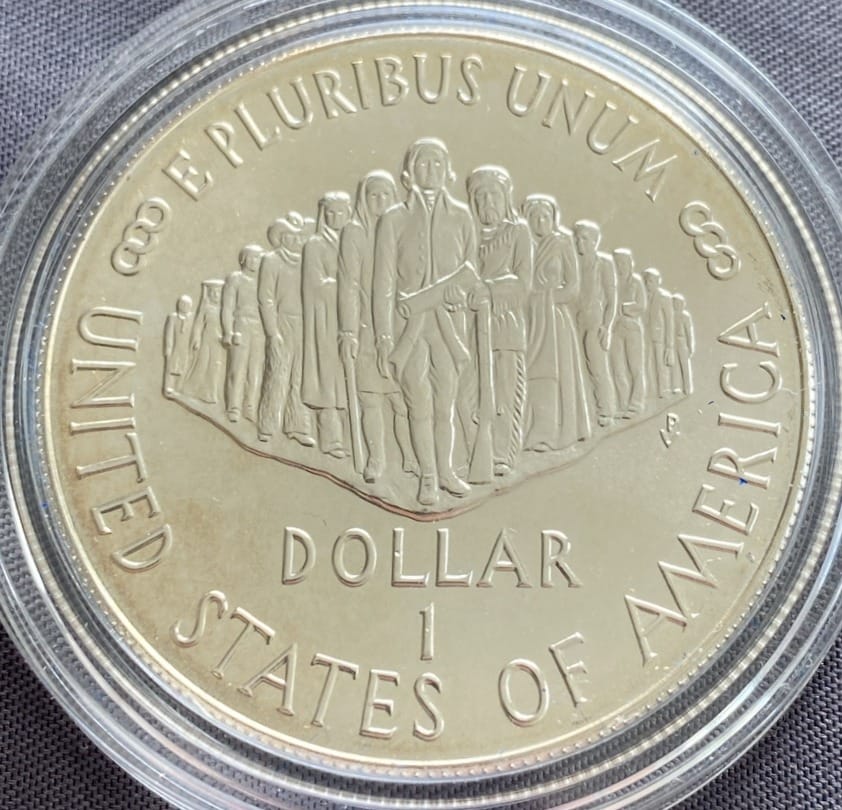 E PLURIBUS UNUM
DOLLAR
1
UNITED STATES OF AMERICA